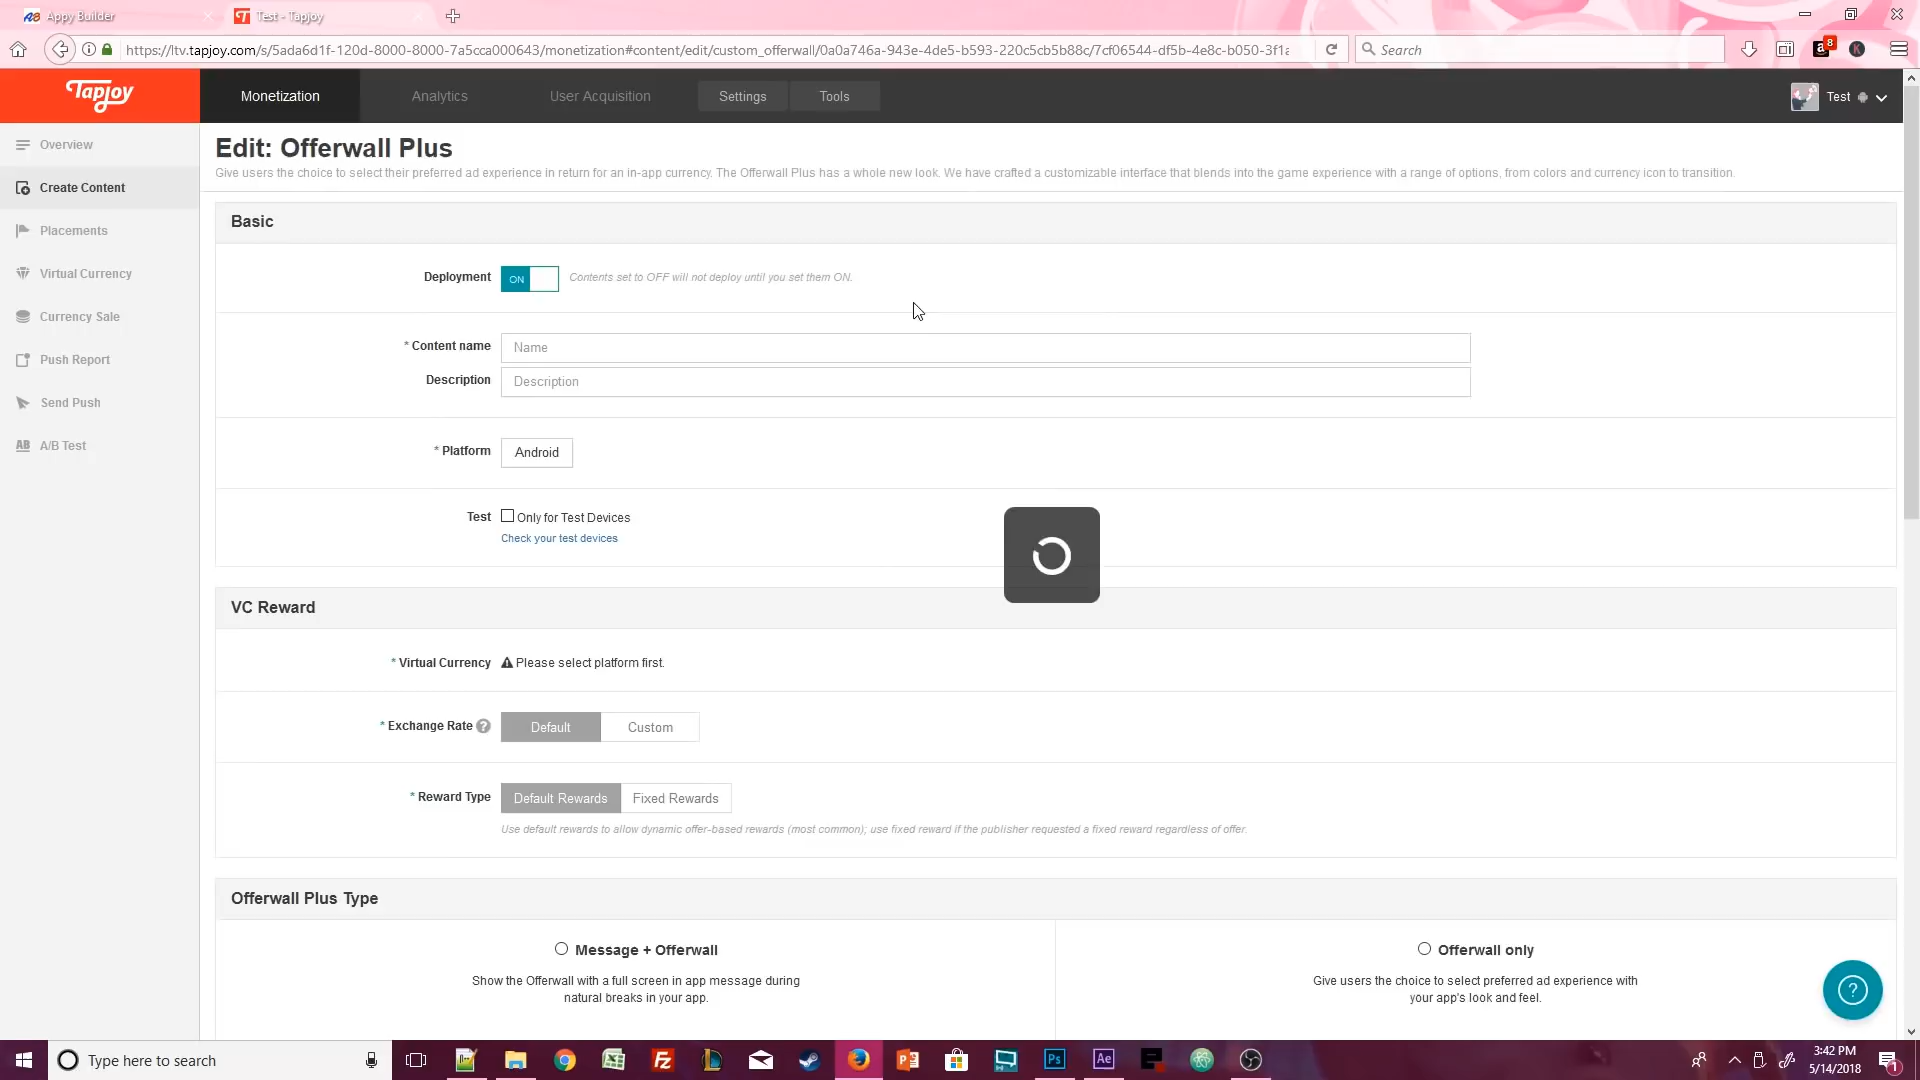 Appy Builder
Test - Tapjoy
https://ltv.tapjoy.com/s/5ada6d1f-120d-8000-8000-7a5cca000643/monetization#content/edit/custom_offerwall/0a0a746a-943e-4de5-b593-220c5cb5b88c/7cf06544-df5b-4e8c-b050-3f1a
Search
8
Tapjoy
Monetization
Analytics
User Acquisition
Settings
Tools
Test
Overview
Create Content
Placements
Virtual Currency
Currency Sale
Push Report
Send Push
AB A/B Test
Edit: Offerwall Plus
Give users the choice to select their preferred ad experience in return for an in-app currency. The Offerwall Plus has a whole new look. We have crafted a customizable interface that blends into the game experience with a range of options, from colors and currency icon to transition.
Basic
Deployment ON Contents set to OFF will not deploy until you set them ON.
* Content name Name
Description Description
* Platform Android
Test Only for Test Devices
Check your test devices
VC Reward
* Virtual Currency Please select platform first.
* Exchange Rate ? Default Custom
* Reward Type Default Rewards Fixed Rewards
Use default rewards to allow dynamic offer-based rewards (most common); use fixed reward if the publisher requested a fixed reward regardless of offer.
Offerwall Plus Type
Message + Offerwall
Show the Offerwall with a full screen in app message during
natural breaks in your app.
Offerwall only
Give users the choice to select preferred ad experience with
your app's look and feel.
?
Type here to search
Ps
Ae
3:42 PM
5/14/2018
1